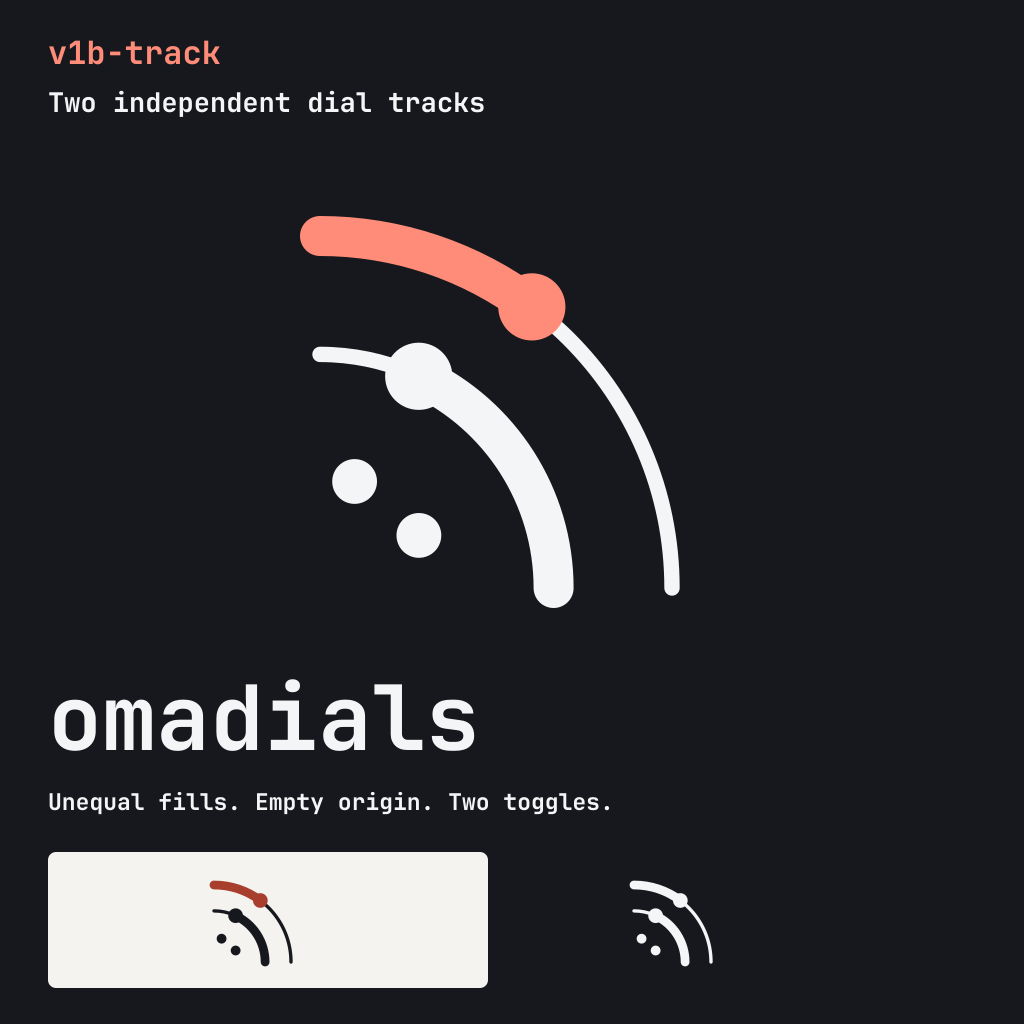 v1b-track
Two independent dial tracks
omadials
Unequal fills. Empty origin. Two toggles.